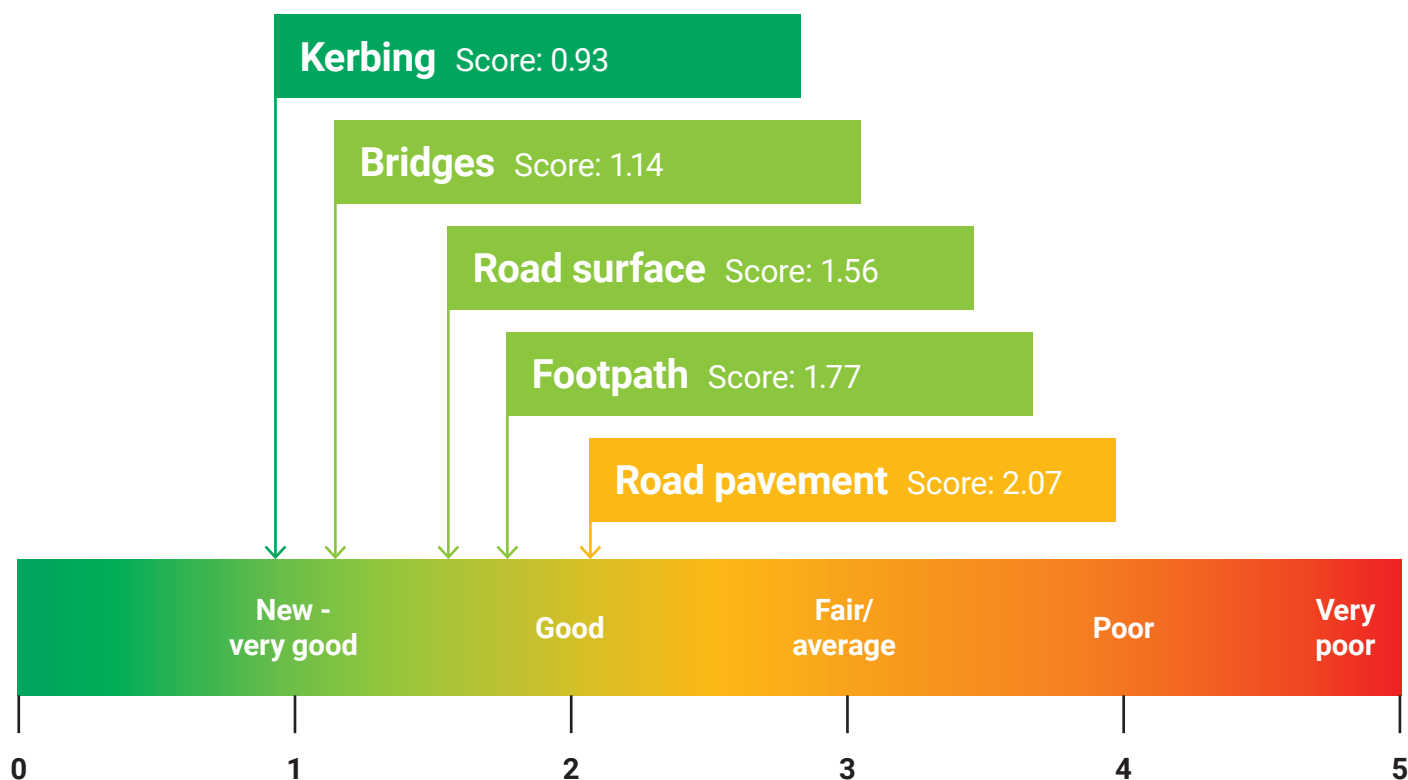 Kerbing Score: 0.93
Bridges Score: 1.14
Road surface Score: 1.56
Footpath Score: 1.77
Road pavement Score: 2.07
New -
very good
Good
Fair/
average
Poor
Very
poor
0 1 2 3 4 5